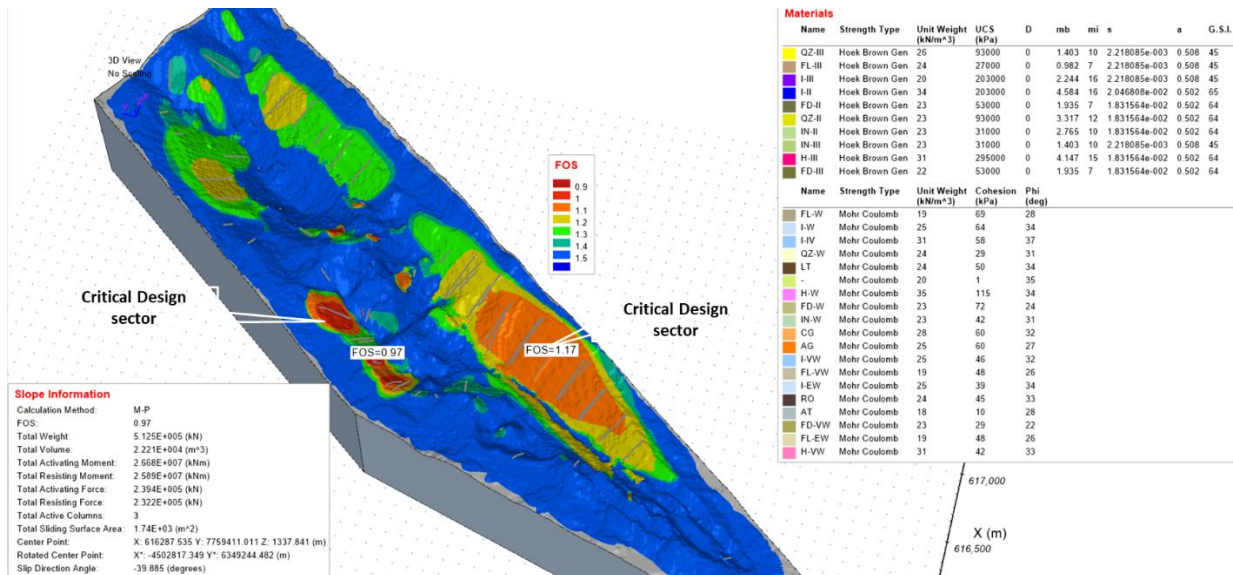 3D View
No Scaling
Critical Design
sector
FOS=0.97
FOS
0.9
1
1.1
1.2
1.3
1.4
1.5
FOS=1.17
Critical Design
sector
Slope Information
Calculation Method: M-P
FOS: 0.97
Total Weight: 5.125E+005 (kN)
Total Volume: 2.221E+004 (m^3)
Total Activating Moment: 2.668E+007 (kNm)
Total Resisting Moment: 2.589E+007 (kNm)
Total Activating Force: 2.394E+005 (kN)
Total Resisting Force: 2.322E+005 (kN)
Total Active Columns: 3
Total Sliding Surface Area: 1.74E+03 (m^2)
Center Point: X: 616287.535 Y: 7759411.011 Z: 1337.841 (m)
Rotated Center Point: X*: -4502817.349 Y*: 6349244.482 (m)
Slip Direction Angle: -39.885 (degrees)
Materials
Name Strength Type Unit Weight (kN/m^3) UCS (kPa) D mb mi s a G.S.I.
QZ-III Hoek Brown Gen 26 93000 0 1.403 10 2.218085e-003 0.508 45
FL-III Hoek Brown Gen 24 27000 0 0.982 7 2.218085e-003 0.508 45
I-III Hoek Brown Gen 20 203000 0 2.244 16 2.218085e-003 0.508 45
I-II Hoek Brown Gen 34 203000 0 4.584 16 2.046808e-002 0.502 65
FD-II Hoek Brown Gen 23 53000 0 1.935 7 1.831564e-002 0.502 64
QZ-II Hoek Brown Gen 23 93000 0 3.317 12 1.831564e-002 0.502 64
IN-II Hoek Brown Gen 23 31000 0 2.765 10 1.831564e-002 0.502 64
IN-III Hoek Brown Gen 23 31000 0 1.403 10 2.218085e-003 0.508 45
H-III Hoek Brown Gen 31 295000 0 4.147 15 1.831564e-002 0.502 64
FD-III Hoek Brown Gen 22 53000 0 1.935 7 1.831564e-002 0.502 64
Name Strength Type Unit Weight (kN/m^3) Cohesion (kPa) Phi (deg)
FL-W Mohr Coulomb 19 69 28
I-W Mohr Coulomb 25 64 34
I-IV Mohr Coulomb 31 58 37
QZ-W Mohr Coulomb 24 29 31
LT Mohr Coulomb 24 50 34
- Mohr Coulomb 20 1 35
H-W Mohr Coulomb 35 115 34
FD-W Mohr Coulomb 23 72 24
IN-W Mohr Coulomb 23 42 31
CG Mohr Coulomb 28 60 32
AG Mohr Coulomb 25 60 27
I-VW Mohr Coulomb 25 46 32
FL-VW Mohr Coulomb 19 48 26
I-EW Mohr Coulomb 25 39 34
RO Mohr Coulomb 24 45 33
AT Mohr Coulomb 18 10 28
FD-VW Mohr Coulomb 23 29 22
FL-EW Mohr Coulomb 19 48 26
H-VW Mohr Coulomb 31 42 33
617,000
X (m)
616,500